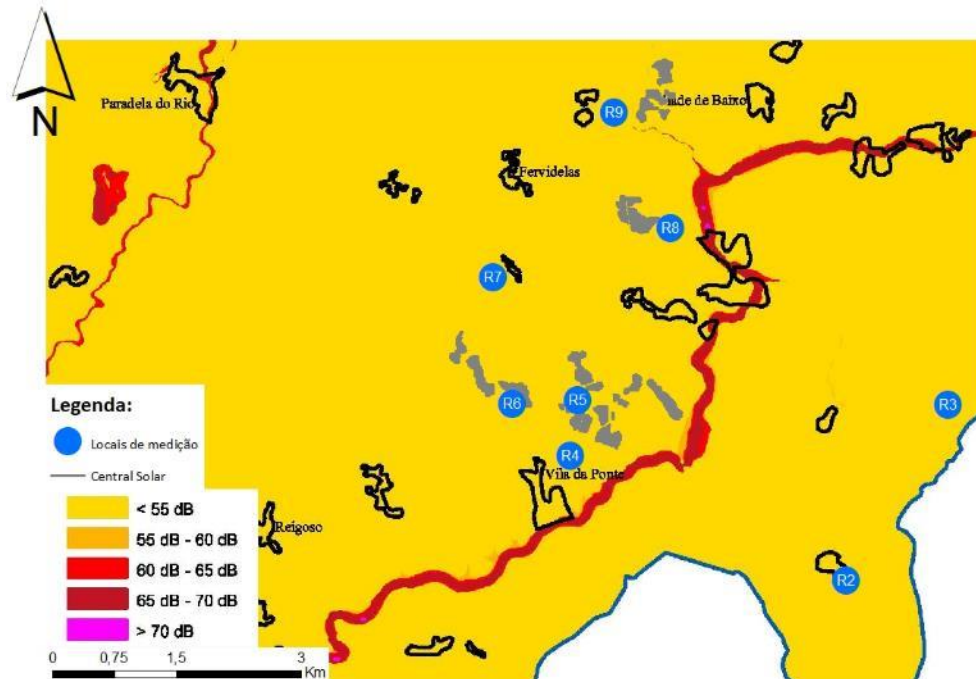 N
Paradela do Rio
R9
iade de Baixo
Fervidelas
R8
R7
R6
R5
R3
R4
Vila da Ponte
Reigoso
R2
Legenda:
Locais de medição
Central Solar
< 55 dB
55 dB - 60 dB
60 dB - 65 dB
65 dB - 70 dB
> 70 dB
0 0,75 1,5 3
Km